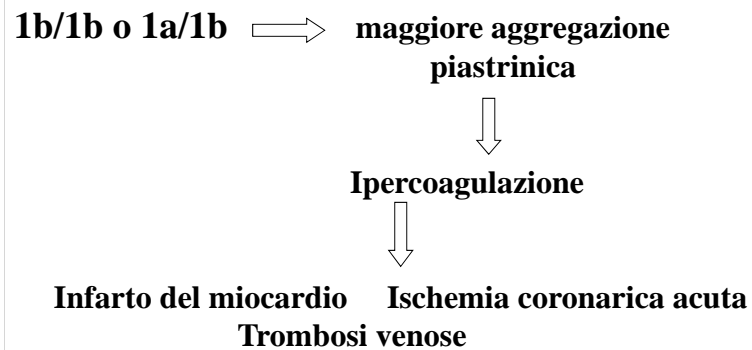 1b/1b o 1a/1b maggiore aggregazione
piastrinica
Ipercoagulazione
Infarto del miocardio Ischemia coronarica acuta
Trombosi venose